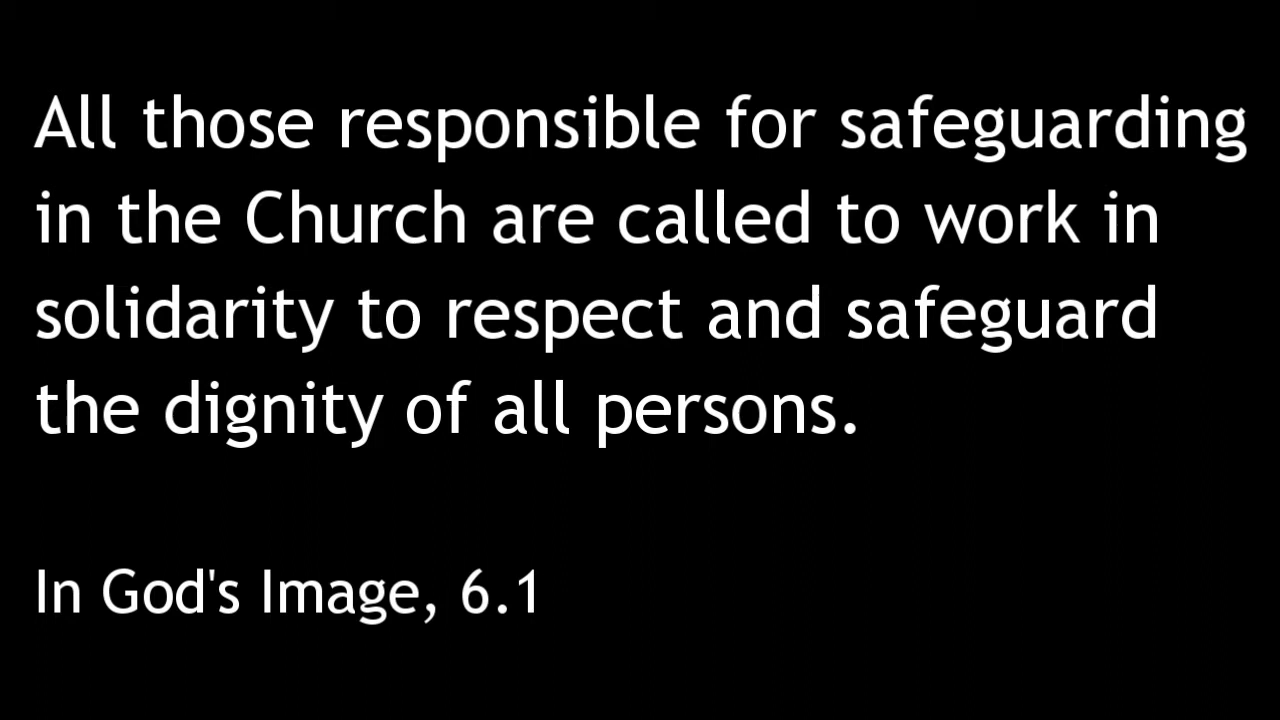 All those responsible for safeguarding
in the Church are called to work in
solidarity to respect and safeguard
the dignity of all persons.
In God's Image, 6.1